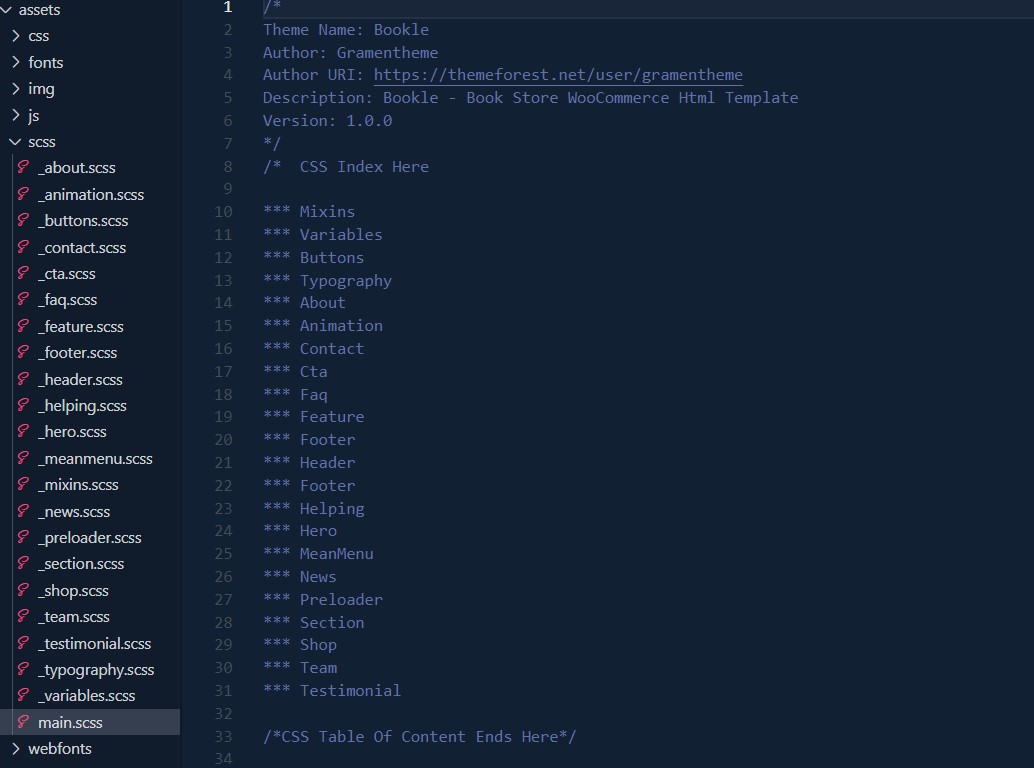 assets
css
fonts
img
js
scss
_about.scss
_animation.scss
_buttons.scss
_contact.scss
_cta.scss
_faq.scss
_feature.scss
_footer.scss
_header.scss
_helping.scss
_hero.scss
_meanmenu.scss
_mixins.scss
_news.scss
_preloader.scss
_section.scss
_shop.scss
_team.scss
_testimonial.scss
_typography.scss
_variables.scss
main.scss
webfonts
1 /*
2 Theme Name: Bookle
3 Author: Gramentheme
4 Author URI: https://themeforest.net/user/gramentheme
5 Description: Bookle - Book Store WooCommerce Html Template
6 Version: 1.0.0
7 */
8 /*  CSS Index Here
9
10 *** Mixins
11 *** Variables
12 *** Buttons
13 *** Typography
14 *** About
15 *** Animation
16 *** Contact
17 *** Cta
18 *** Faq
19 *** Feature
20 *** Footer
21 *** Header
22 *** Footer
23 *** Helping
24 *** Hero
25 *** MeanMenu
26 *** News
27 *** Preloader
28 *** Section
29 *** Shop
30 *** Team
31 *** Testimonial
32
33 /*CSS Table Of Content Ends Here*/
34